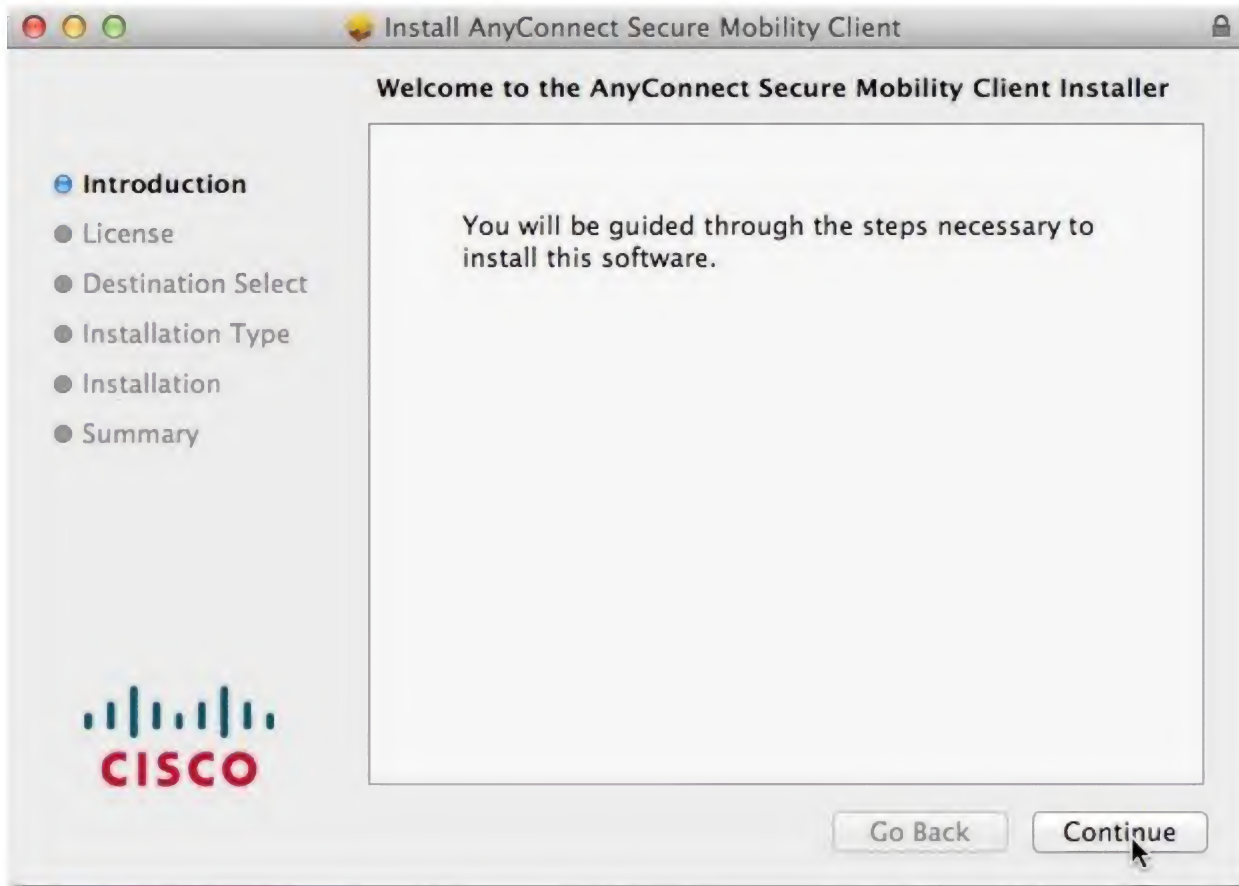 Install AnyConnect Secure Mobility Client
Welcome to the AnyConnect Secure Mobility Client Installer
Introduction
License
Destination Select
Installation Type
Installation
Summary
You will be guided through the steps necessary to
install this software.
CISCO
Go Back
Continue